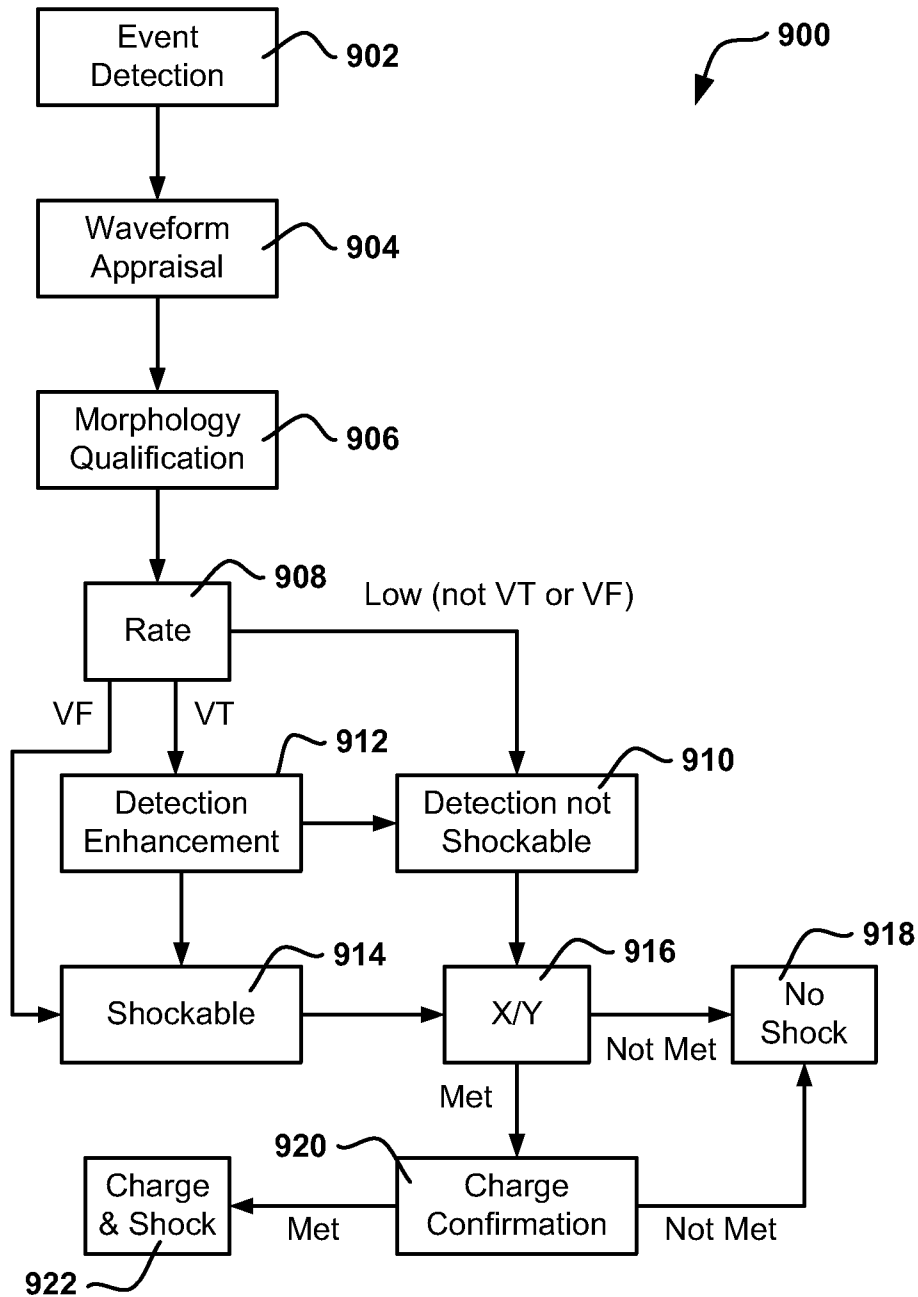 Event
Detection
902
900
Waveform
Appraisal
904
Morphology
Qualification
906
908
Rate
Low (not VT or VF)
VF
VT
912
910
Detection
Enhancement
Detection not
Shockable
914
916
918
Shockable
X/Y
No
Shock
Not Met
Met
920
Charge
& Shock
Met
Charge
Confirmation
Not Met
922